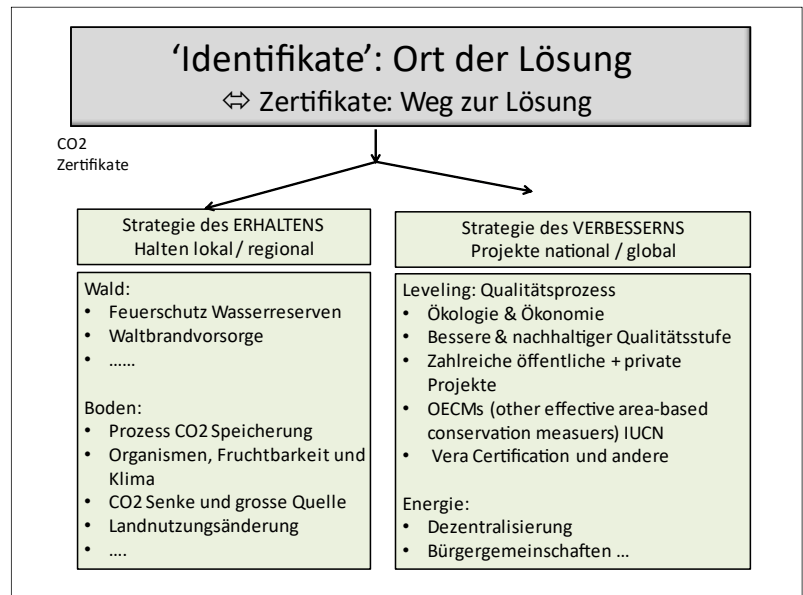 ‘Identifikate’: Ort der Lösung
⇔ Zertifikate: Weg zur Lösung
CO2
Zertifikate
Strategie des ERHALTENS
Halten lokal / regional
Wald:
• Feuerschutz Wasserreserven
• Waltbrandvorsorge
• ......
Boden:
• Prozess CO2 Speicherung
• Organismen, Fruchtbarkeit und
Klima
• CO2 Senke und grosse Quelle
• Landnutzungsänderung
• ....
Strategie des VERBESSERNS
Projekte national / global
Leveling: Qualitätsprozess
• Ökologie & Ökonomie
• Bessere & nachhaltiger Qualitätsstufe
• Zahlreiche öffentliche + private
Projekte
• OECMs (other effective area-based
conservation measuers) IUCN
• Vera Certification und andere
Energie:
• Dezentralisierung
• Bürgergemeinschaften ...